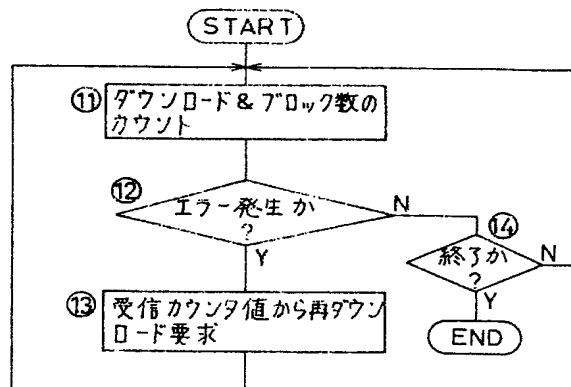 START
⑪ ダウンロード & ブロック数の
カウント
⑫
エラー発生か
?
N
Y
⑭
終了か
?
N
Y
END
⑬ 受信カウンタ値から再ダウン
ロード要求